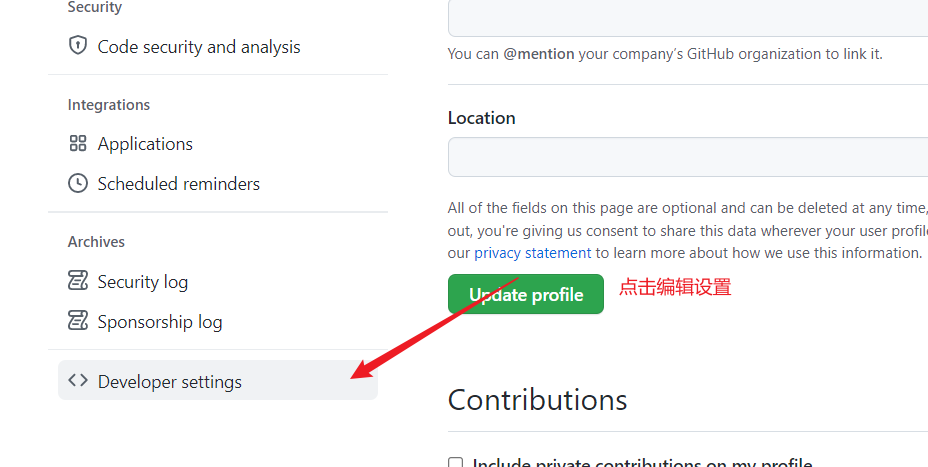 Security
Code security and analysis
Integrations
Applications
Scheduled reminders
Archives
Security log
Sponsorship log
Developer settings
You can @mention your company’s GitHub organization to link it.
Location
All of the fields on this page are optional and can be deleted at any time,
out, you're giving us consent to share this data wherever your user profile
our privacy statement to learn more about how we use this information.
Update profile
点击编辑设置
Contributions
Include private contributions on my profile